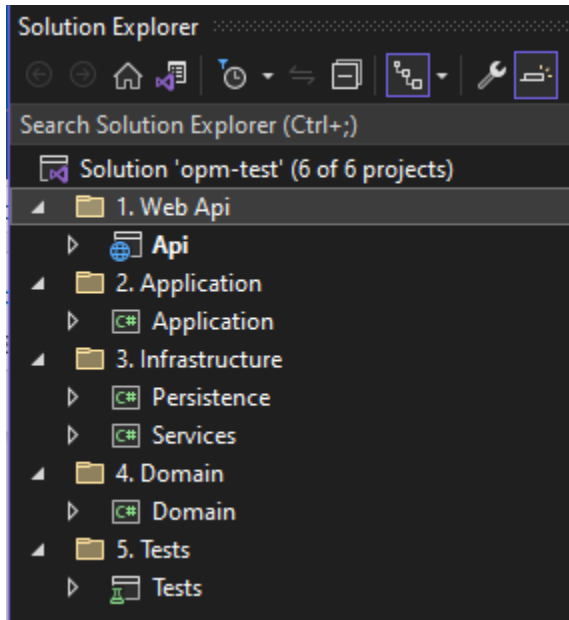 Solution Explorer
Search Solution Explorer (Ctrl+;)
Solution 'opm-test' (6 of 6 projects)
1. Web Api
Api
2. Application
C# Application
3. Infrastructure
C# Persistence
C# Services
4. Domain
C# Domain
5. Tests
Tests